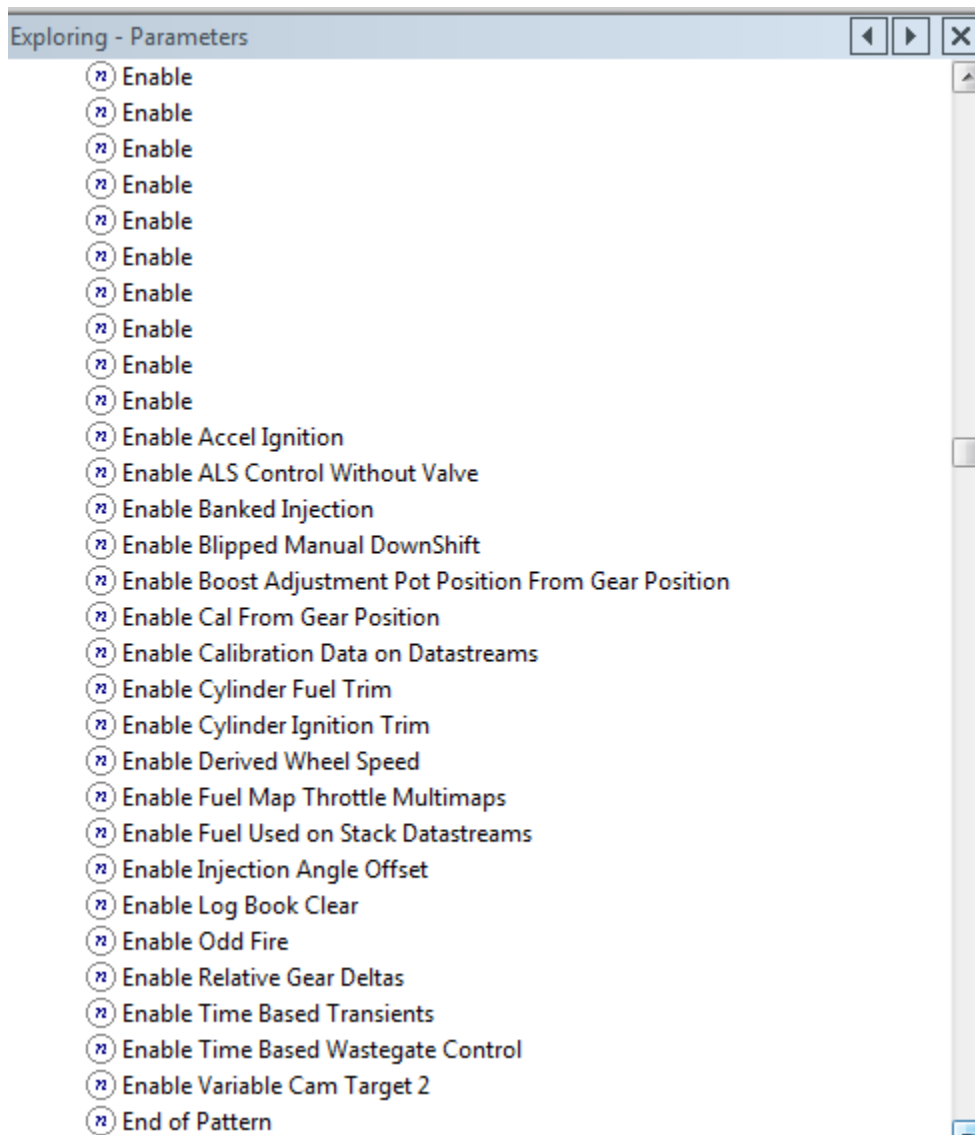 Exploring - Parameters
Enable
Enable
Enable
Enable
Enable
Enable
Enable
Enable
Enable
Enable
Enable Accel Ignition
Enable ALS Control Without Valve
Enable Banked Injection
Enable Blipped Manual DownShift
Enable Boost Adjustment Pot Position From Gear Position
Enable Cal From Gear Position
Enable Calibration Data on Datastreams
Enable Cylinder Fuel Trim
Enable Cylinder Ignition Trim
Enable Derived Wheel Speed
Enable Fuel Map Throttle Multimaps
Enable Fuel Used on Stack Datastreams
Enable Injection Angle Offset
Enable Log Book Clear
Enable Odd Fire
Enable Relative Gear Deltas
Enable Time Based Transients
Enable Time Based Wastegate Control
Enable Variable Cam Target 2
End of Pattern